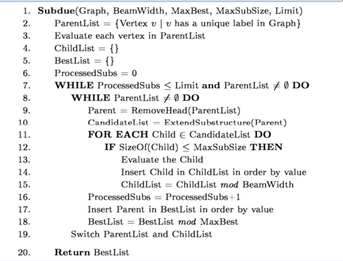 1. Subdue(Graph, BeamWidth, MaxBest, MaxSubSize, Limit)
2. ParentList = {Vertex v | v has a unique label in Graph}
3. Evaluate each vertex in ParentList
4. ChildList = {}
5. BestList = {}
6. ProcessedSubs = 0
7. WHILE ProcessedSubs ≤ Limit and ParentList ≠ ∅ DO
8. WHILE ParentList ≠ ∅ DO
9. Parent = RemoveHead(ParentList)
10. CandidateList = ExtendSubstructure(Parent)
11. FOR EACH Child ∈ CandidateList DO
12. IF SizeOf(Child) ≤ MaxSubSize THEN
13. Evaluate the Child
14. Insert Child in ChildList in order by value
15. ChildList = ChildList mod BeamWidth
16. ProcessedSubs = ProcessedSubs+1
17. Insert Parent in BestList in order by value
18. BestList = BestList mod MaxBest
19. Switch ParentList and ChildList
20. Return BestList